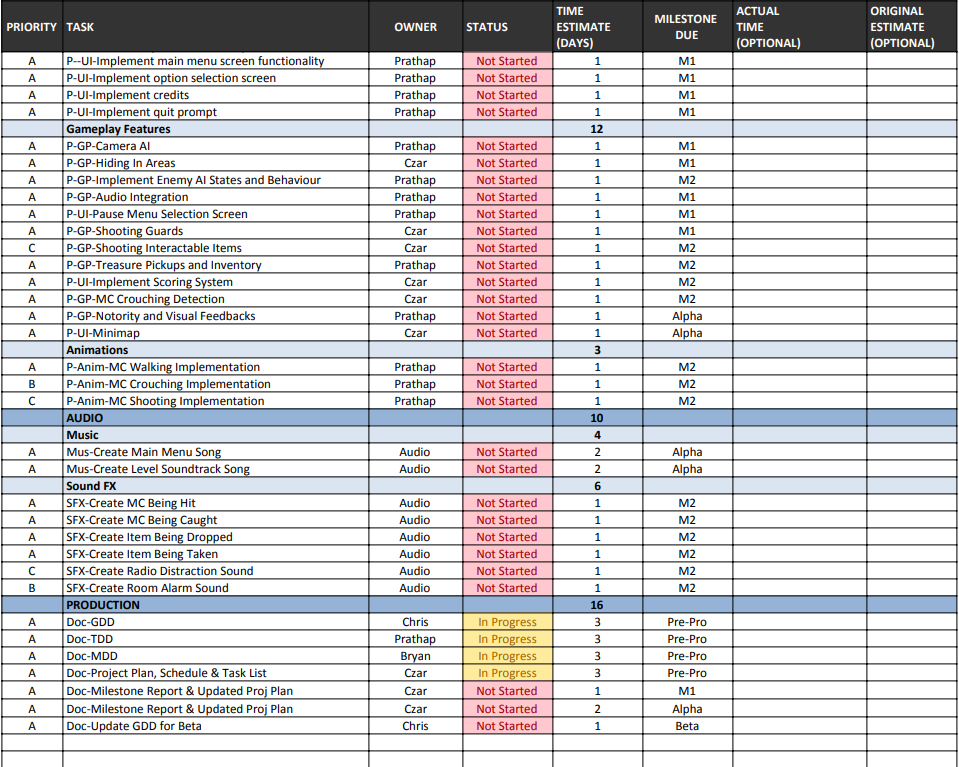 PRIORITY TASK OWNER STATUS TIME ESTIMATE (DAYS) MILESTONE DUE ACTUAL TIME (OPTIONAL) ORIGINAL ESTIMATE (OPTIONAL)
A P--UI-Implement main menu screen functionality Prathap Not Started 1 M1
A P-UI-Implement option selection screen Prathap Not Started 1 M1
A P-UI-Implement credits Prathap Not Started 1 M1
A P-UI-Implement quit prompt Prathap Not Started 1 M1
Gameplay Features 12
A P-GP-Camera AI Prathap Not Started 1 M1
A P-GP-Hiding In Areas Czar Not Started 1 M1
A P-GP-Implement Enemy AI States and Behaviour Prathap Not Started 1 M2
A P-GP-Audio Integration Prathap Not Started 1 M1
A P-UI-Pause Menu Selection Screen Prathap Not Started 1 M1
A P-GP-Shooting Guards Czar Not Started 1 M1
C P-GP-Shooting Interactable Items Czar Not Started 1 M2
A P-GP-Treasure Pickups and Inventory Prathap Not Started 1 M2
A P-UI-Implement Scoring System Czar Not Started 1 M2
A P-GP-MC Crouching Detection Czar Not Started 1 M2
A P-GP-Notority and Visual Feedbacks Prathap Not Started 1 Alpha
A P-UI-Minimap Czar Not Started 1 Alpha
Animations 3
A P-Anim-MC Walking Implementation Prathap Not Started 1 M2
B P-Anim-MC Crouching Implementation Prathap Not Started 1 M2
C P-Anim-MC Shooting Implementation Prathap Not Started 1 M2
AUDIO 10
Music 4
A Mus-Create Main Menu Song Audio Not Started 2 Alpha
A Mus-Create Level Soundtrack Song Audio Not Started 2 Alpha
Sound FX 6
A SFX-Create MC Being Hit Audio Not Started 1 M2
A SFX-Create MC Being Caught Audio Not Started 1 M2
A SFX-Create Item Being Dropped Audio Not Started 1 M2
A SFX-Create Item Being Taken Audio Not Started 1 M2
C SFX-Create Radio Distraction Sound Audio Not Started 1 M2
B SFX-Create Room Alarm Sound Audio Not Started 1 M2
PRODUCTION 16
A Doc-GDD Chris In Progress 3 Pre-Pro
A Doc-TDD Prathap In Progress 3 Pre-Pro
A Doc-MDD Bryan In Progress 3 Pre-Pro
A Doc-Project Plan, Schedule & Task List Czar In Progress 3 Pre-Pro
A Doc-Milestone Report & Updated Proj Plan Czar Not Started 1 M1
A Doc-Milestone Report & Updated Proj Plan Czar Not Started 2 Alpha
A Doc-Update GDD for Beta Chris Not Started 1 Beta